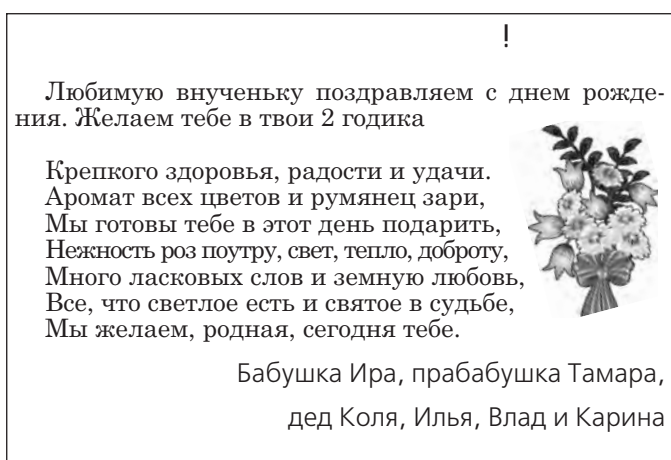 !
Любимую внученьку поздравляем с днем рожде-
ния. Желаем тебе в твои 2 годика
Крепкого здоровья, радости и удачи.
Аромат всех цветов и румянец зари,
Мы готовы тебе в этот день подарить,
Нежность роз поутру, свет, тепло, доброту,
Много ласковых слов и земную любовь,
Все, что светлое есть и святое в судьбе,
Мы желаем, родная, сегодня тебе.
Бабушка Ира, прабабушка Тамара,
дед Коля, Илья, Влад и Карина